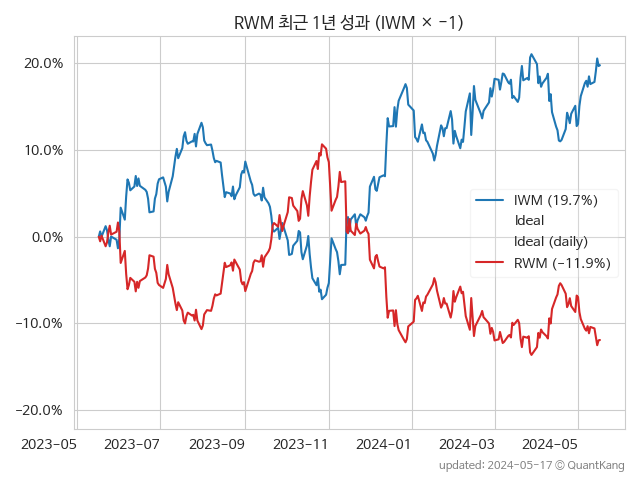 RWM 최근 1년 성과 (IWM × −1)
20.0%
10.0%
0.0%
−10.0%
−20.0%
IWM (19.7%)
Ideal
Ideal (daily)
RWM (−11.9%)
2023−05
2023−07
2023−09
2023−11
2024−01
2024−03
2024−05
updated: 2024-05-17 © QuantKang